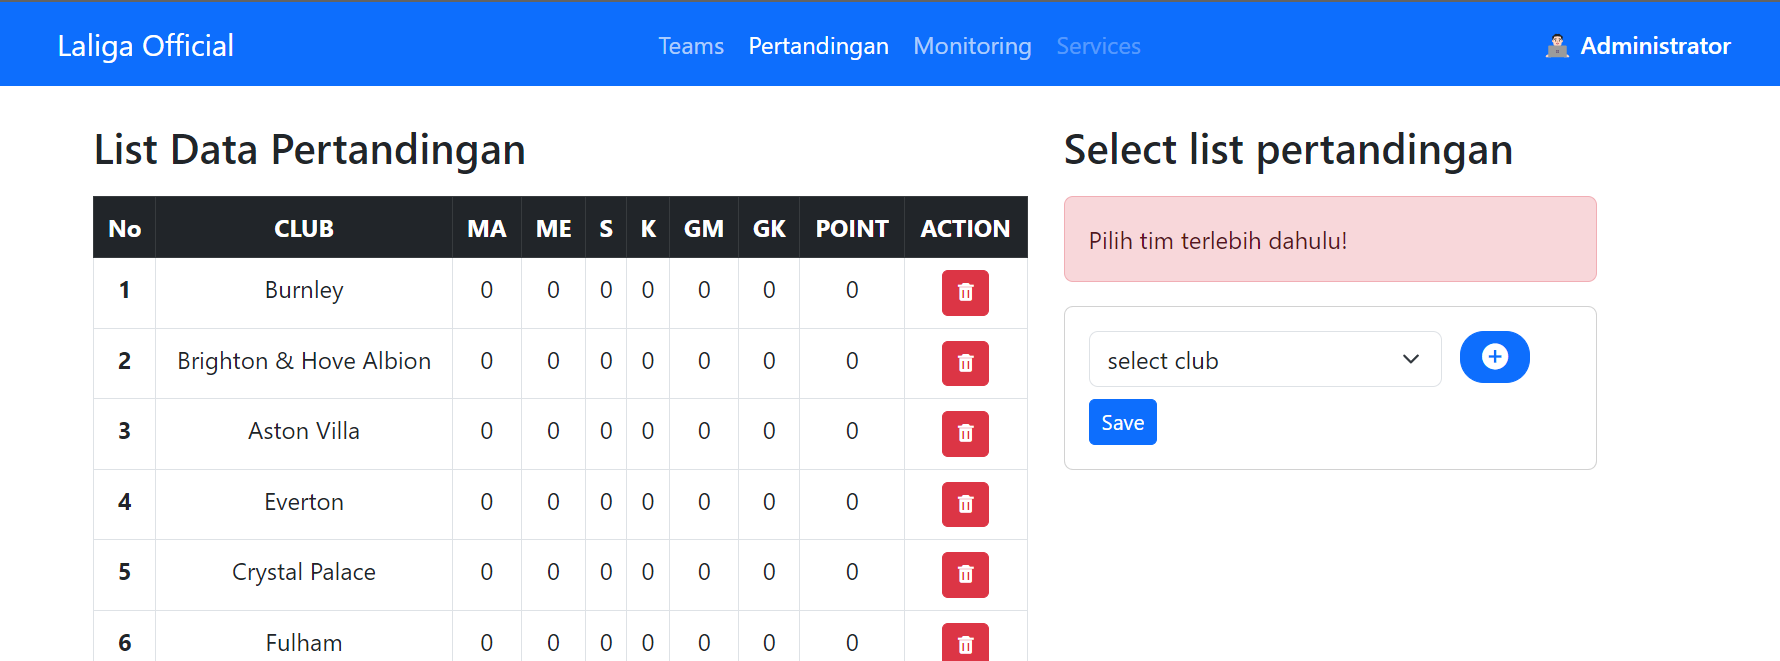 Laliga Official Teams Pertandingan Monitoring Services Administrator
List Data Pertandingan
No CLUB MA ME S K GM GK POINT ACTION
1 Burnley 0 0 0 0 0 0 0
2 Brighton & Hove Albion 0 0 0 0 0 0 0
3 Aston Villa 0 0 0 0 0 0 0
4 Everton 0 0 0 0 0 0 0
5 Crystal Palace 0 0 0 0 0 0 0
6 Fulham 0 0 0 0 0 0 0
Select list pertandingan
Pilih tim terlebih dahulu!
select club
Save